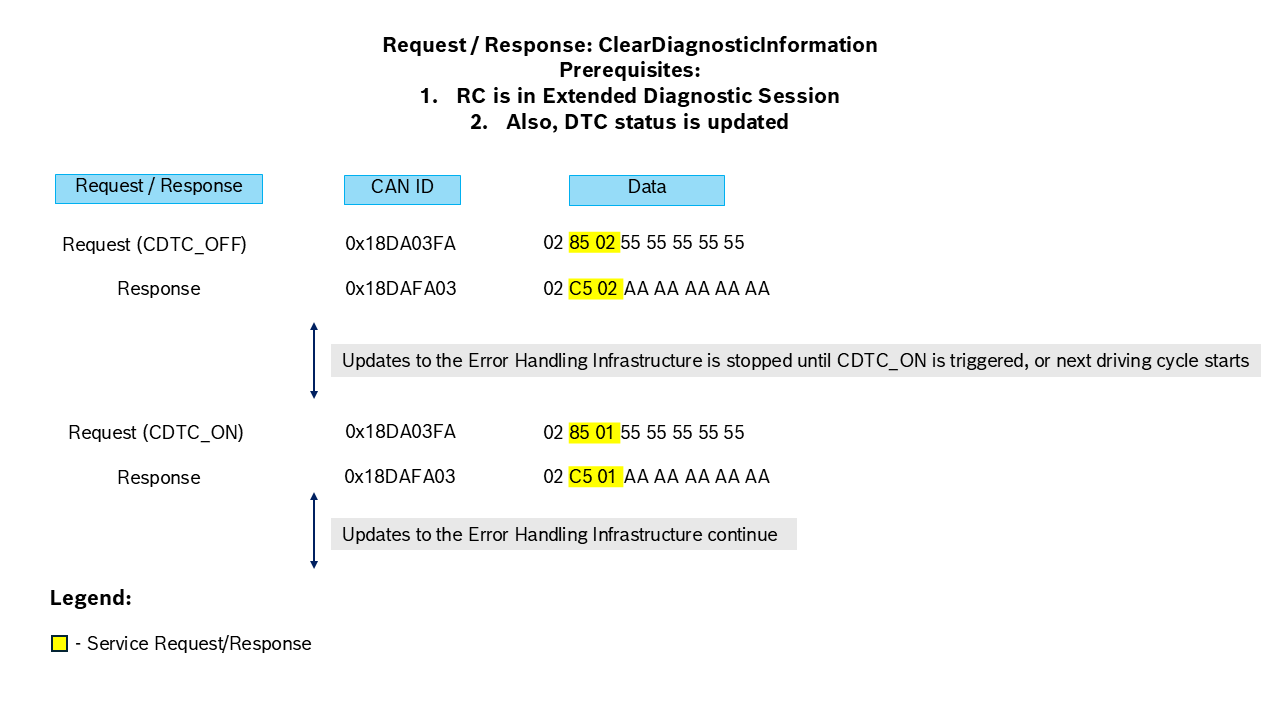 Request / Response: ClearDiagnosticInformation
Prerequisites:
1. RC is in Extended Diagnostic Session
2. Also, DTC status is updated
Request / Response CAN ID Data
Request (CDTC_OFF) 0x18DA03FA 02 85 02 55 55 55 55 55
Response 0x18DAFA03 02 C5 02 AA AA AA AA AA
Updates to the Error Handling Infrastructure is stopped until CDTC_ON is triggered, or next driving cycle starts
Request (CDTC_ON) 0x18DA03FA 02 85 01 55 55 55 55 55
Response 0x18DAFA03 02 C5 01 AA AA AA AA AA
Updates to the Error Handling Infrastructure continue
Legend:
- Service Request/Response